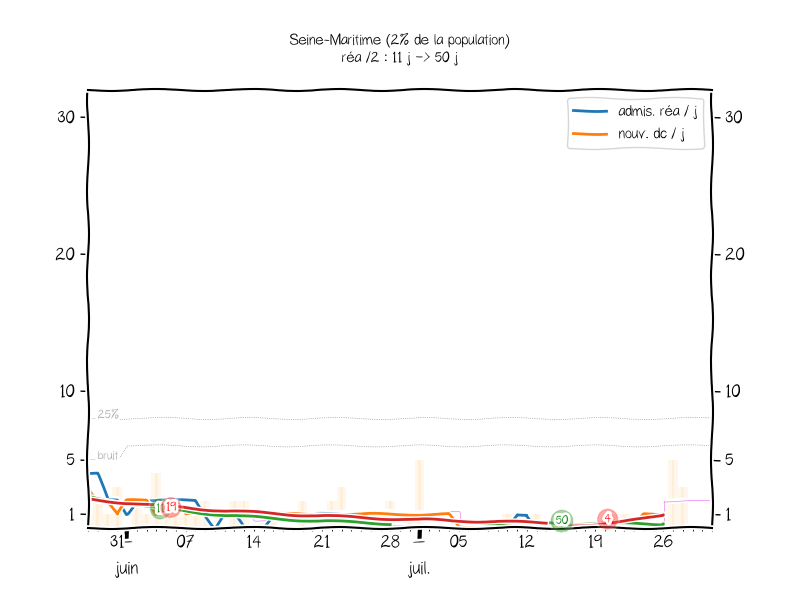 Seine-Maritime (2% de la population)
réa /2 : 11 j -> 50 j
admis. réa / j
nouv. dc / j
30
30
20
20
10
10
25%
bruit
5
5
19
50
4
1
1
31 07 14 21 28 05 12 19 26
juin juil.